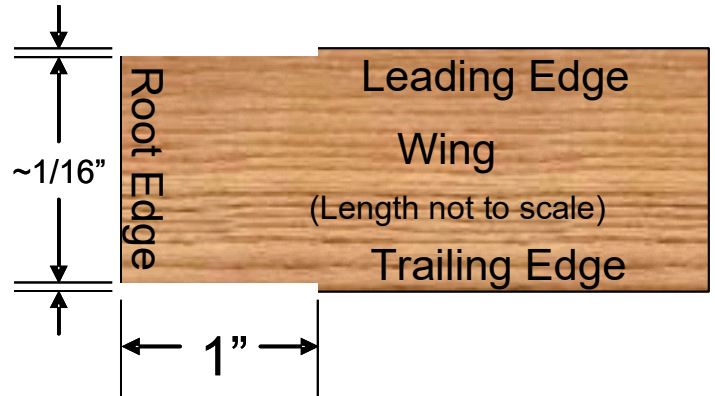 Leading Edge
Root Edge
Wing
~1/16”
(Length not to scale)
Trailing Edge
1”